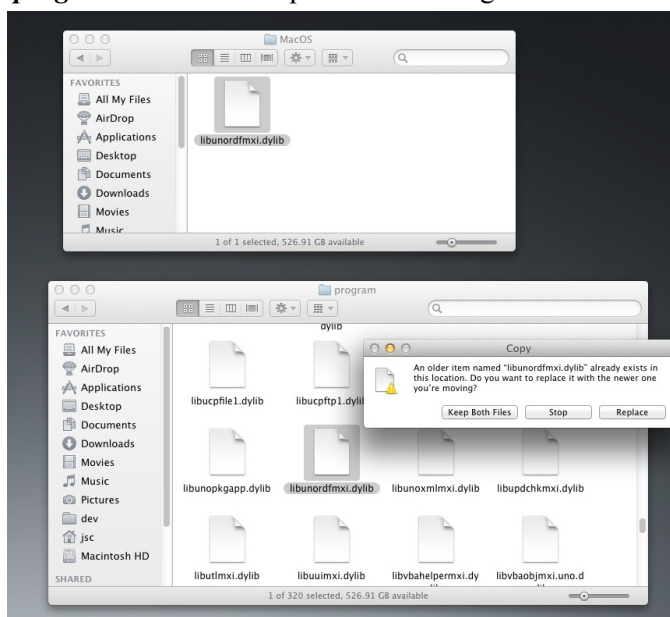 MacOS
FAVORITES
All My Files
AirDrop
Applications
Desktop
Documents
Downloads
Movies
Music
libunordfmxi.dylib
1 of 1 selected, 526.91 GB available
program
FAVORITES
All My Files
AirDrop
Applications
Desktop
Documents
Downloads
Movies
Music
Pictures
dev
jsc
Macintosh HD
SHARED
dylib
libucpfile1.dylib
libucpftp1.dylib
libunopkgapp.dylib
libunordfmxi.dylib
libunoxmlmxi.dylib
libupdchkmxi.dylib
libutlmxi.dylib
libuuimxi.dylib
libvbahelpermxi.dy
libvbaobjmxi.uno.d
Copy
An older item named “libunordfmxi.dylib” already exists in
this location. Do you want to replace it with the newer one
you’re moving?
Keep Both Files
Stop
Replace
1 of 320 selected, 526.91 GB available